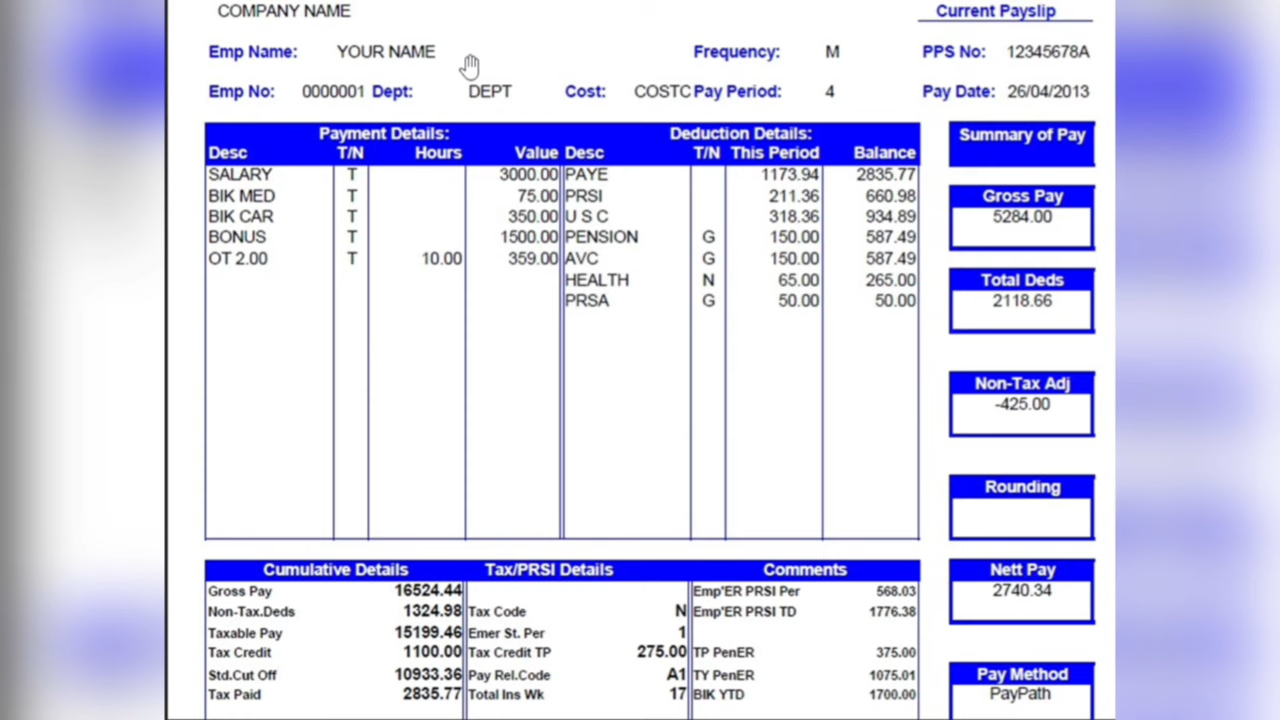 COMPANY NAME Current Payslip
Emp Name: YOUR NAME Frequency: M PPS No: 12345678A
Emp No: 0000001 Dept: DEPT Cost: COSTC Pay Period: 4 Pay Date: 26/04/2013
Payment Details: Deduction Details: Summary of Pay
Desc T/N Hours Value Desc T/N This Period Balance
SALARY T 3000.00 PAYE 1173.94 2835.77
BIK MED T 75.00 PRSI 211.36 660.98 Gross Pay
BIK CAR T 350.00 U S C 318.36 934.89 5284.00
BONUS T 1500.00 PENSION G 150.00 587.49
OT 2.00 T 10.00 359.00 AVC G 150.00 587.49
HEALTH N 65.00 265.00 Total Deds
PRSA G 50.00 50.00 2118.66
Non-Tax Adj
-425.00
Rounding
Cumulative Details Tax/PRSI Details Comments Nett Pay
Gross Pay 16524.44 Emp'ER PRSI Per 568.03 2740.34
Non-Tax.Deds 1324.98 Tax Code N Emp'ER PRSI TD 1776.38
Taxable Pay 15199.46 Emer St. Per 1
Tax Credit 1100.00 Tax Credit TP 275.00 TP PenER 375.00
Std.Cut Off 10933.36 Pay Rel.Code A1 TY PenER 1075.01 Pay Method
Tax Paid 2835.77 Total Ins Wk 17 BIK YTD 1700.00 PayPath